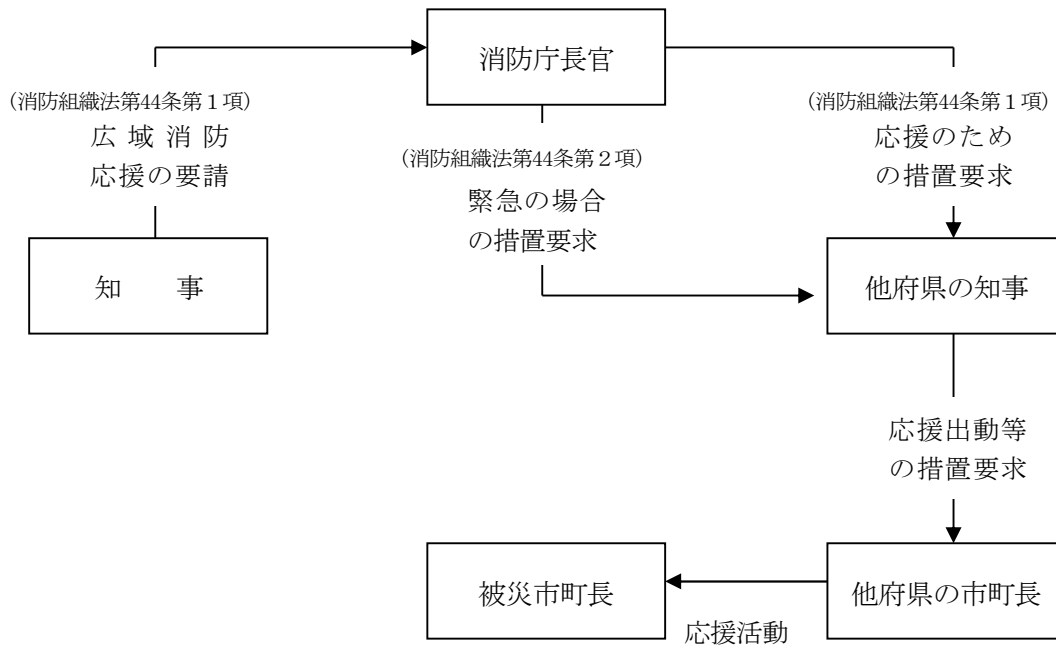 消防庁長官
(消防組織法第44条第１項)
広域消防
応援の要請
(消防組織法第44条第２項)
緊急の場合
の措置要求
(消防組織法第44条第１項)
応援のため
の措置要求
知　　事
他府県の知事
応援出動等
の措置要求
被災市町長
応援活動
他府県の市町長